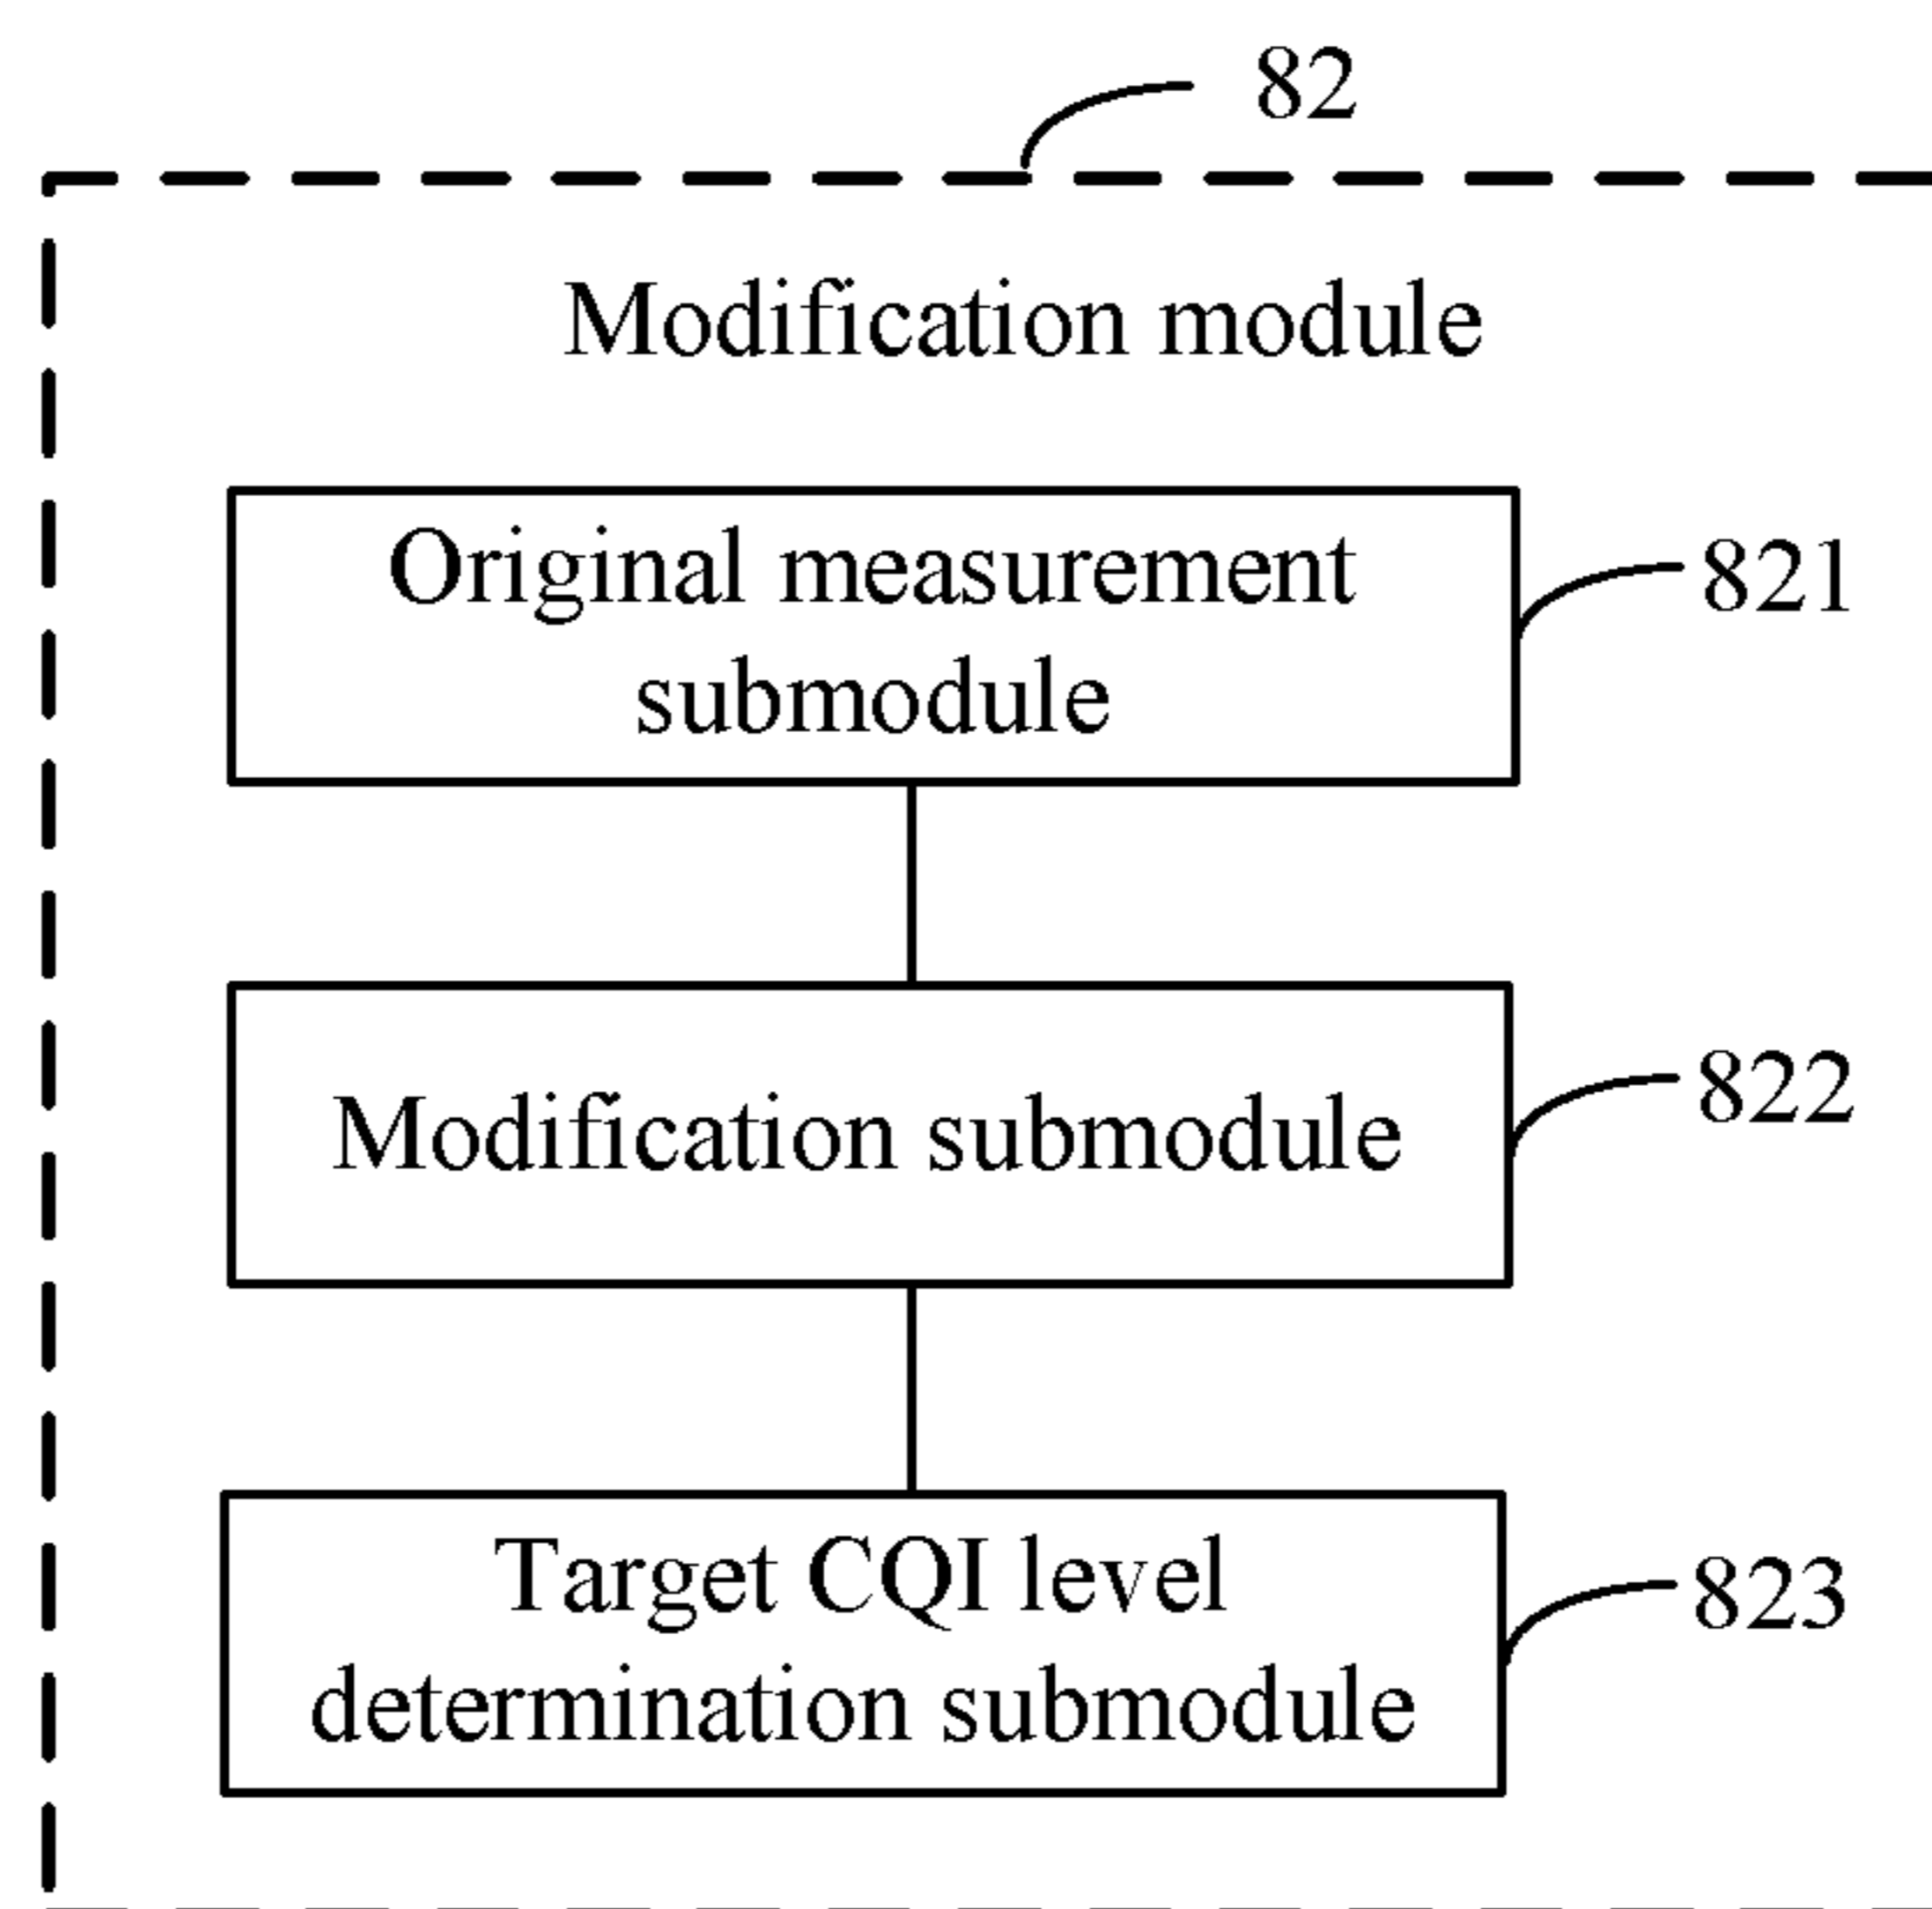 82
Modification module
Original measurement
submodule
821
Modification submodule
822
Target CQI level
determination submodule
823